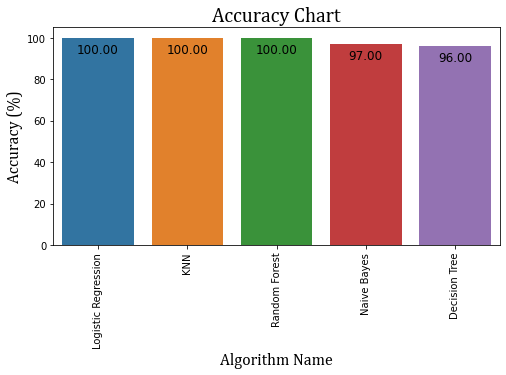 Accuracy Chart
Accuracy (%)
100
80
60
40
20
0
100.00
100.00
100.00
97.00
96.00
Logistic Regression
KNN
Random Forest
Naive Bayes
Decision Tree
Algorithm Name